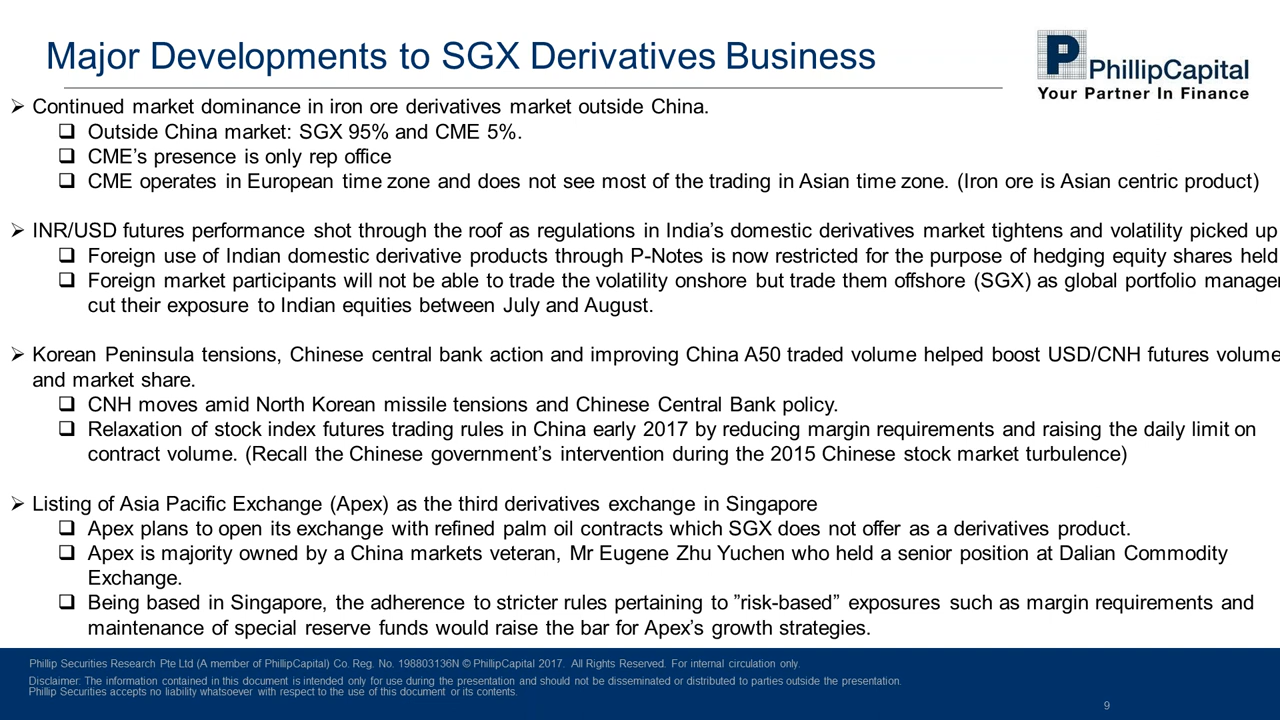 Major Developments to SGX Derivatives Business
P
PhillipCapital
Your Partner In Finance
➢ Continued market dominance in iron ore derivatives market outside China.
❑ Outside China market: SGX 95% and CME 5%.
❑ CME’s presence is only rep office
❑ CME operates in European time zone and does not see most of the trading in Asian time zone. (Iron ore is Asian centric product)
➢ INR/USD futures performance shot through the roof as regulations in India’s domestic derivatives market tightens and volatility picked up
❑ Foreign use of Indian domestic derivative products through P-Notes is now restricted for the purpose of hedging equity shares held
❑ Foreign market participants will not be able to trade the volatility onshore but trade them offshore (SGX) as global portfolio manager
cut their exposure to Indian equities between July and August.
➢ Korean Peninsula tensions, Chinese central bank action and improving China A50 traded volume helped boost USD/CNH futures volume
and market share.
❑ CNH moves amid North Korean missile tensions and Chinese Central Bank policy.
❑ Relaxation of stock index futures trading rules in China early 2017 by reducing margin requirements and raising the daily limit on
contract volume. (Recall the Chinese government’s intervention during the 2015 Chinese stock market turbulence)
➢ Listing of Asia Pacific Exchange (Apex) as the third derivatives exchange in Singapore
❑ Apex plans to open its exchange with refined palm oil contracts which SGX does not offer as a derivatives product.
❑ Apex is majority owned by a China markets veteran, Mr Eugene Zhu Yuchen who held a senior position at Dalian Commodity
Exchange.
❑ Being based in Singapore, the adherence to stricter rules pertaining to ”risk-based” exposures such as margin requirements and
maintenance of special reserve funds would raise the bar for Apex’s growth strategies.
Phillip Securities Research Pte Ltd (A member of PhillipCapital) Co. Reg. No. 198803136N © PhillipCapital 2017. All Rights Reserved. For internal circulation only.
Disclaimer: The information contained in this document is intended only for use during the presentation and should not be disseminated or distributed to parties outside the presentation.
Phillip Securities accepts no liability whatsoever with respect to the use of this document or its contents.
9